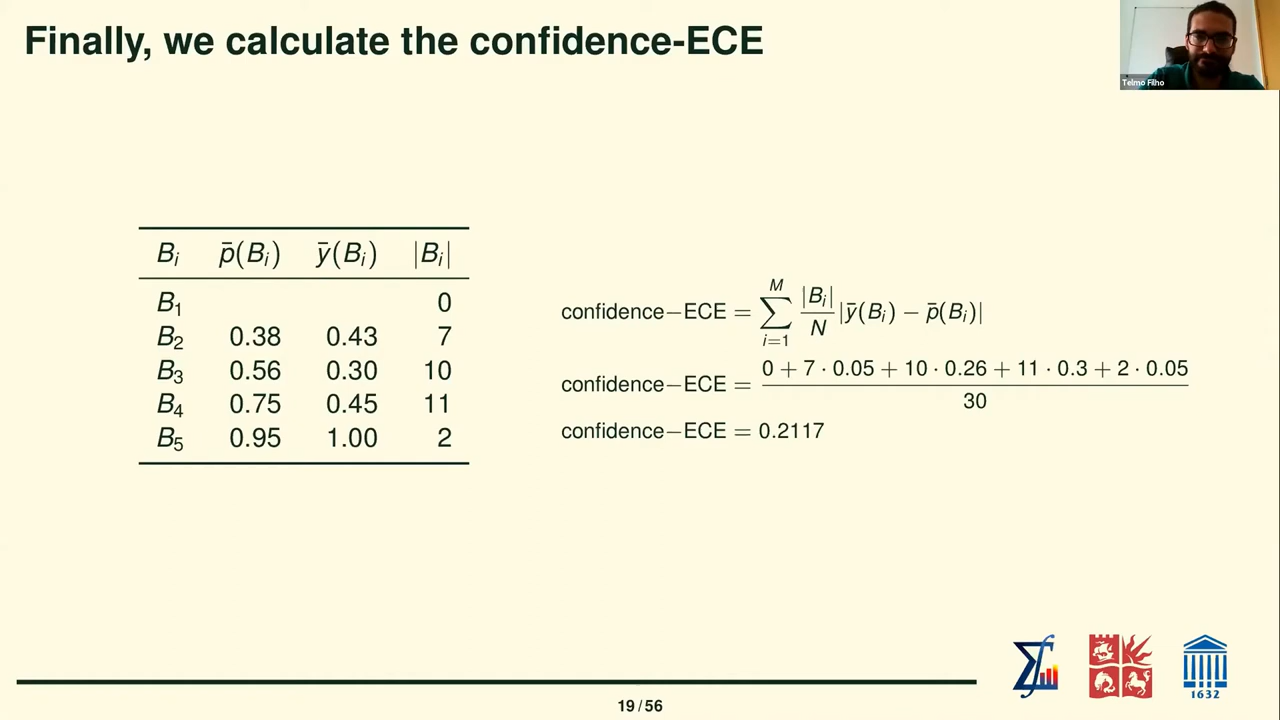 Finally, we calculate the confidence-ECE
Telmo Filho
Bᵢ p̄(Bᵢ) ȳ(Bᵢ) |Bᵢ|
B₁ 0
B₂ 0.38 0.43 7
B₃ 0.56 0.30 10
B₄ 0.75 0.45 11
B₅ 0.95 1.00 2
confidence−ECE = ∑_{i=1}^{M} |Bᵢ|/N |ȳ(Bᵢ) − p̄(Bᵢ)|
confidence−ECE = (0 + 7 · 0.05 + 10 · 0.26 + 11 · 0.3 + 2 · 0.05)/30
confidence−ECE = 0.2117
1632
19 / 56